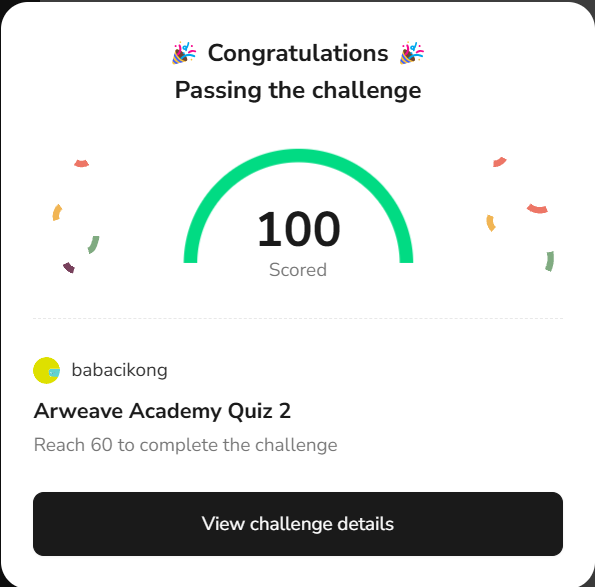 🎉 Congratulations 🎉
Passing the challenge
100
Scored
babacikong
Arweave Academy Quiz 2
Reach 60 to complete the challenge
View challenge details